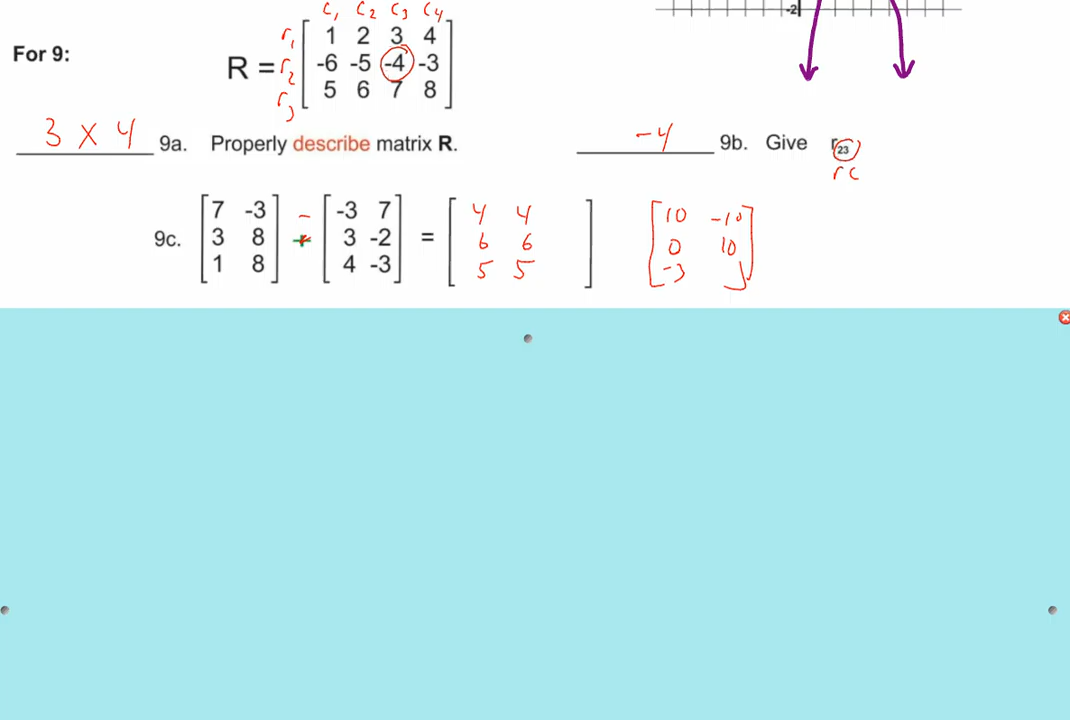 c1 c2 c3 c4
-2
For 9:
R = r1 r2 r3 [ 1 2 3 4
-6 -5 -4 -3
5 6 7 8 ]
3 x 4 9a. Properly describe matrix R.
-4 9b. Give r23
r c
9c. [ 7 -3
3 8
1 8 ] - + [ -3 7
3 -2
4 -3 ] = [ 4 4
6 6
5 5 ]
[ 10 -10
0 10
-3 ]